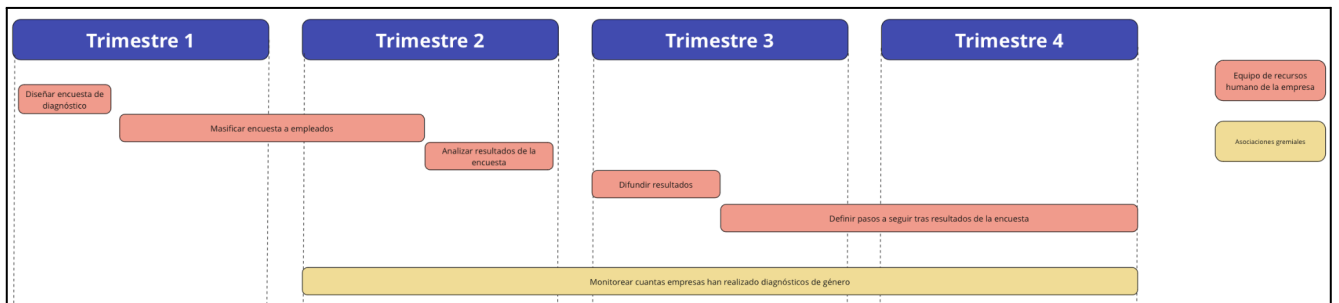 Trimestre 1
Trimestre 2
Trimestre 3
Trimestre 4
Equipo de recursos
humano de la empresa
Diseñar encuesta de
diagnóstico
Masificar encuesta a empleados
Asociaciones gremiales
Analizar resultados de la
encuesta
Difundir resultados
Definir pasos a seguir tras resultados de la encuesta
Monitorear cuantas empresas han realizado diagnósticos de género